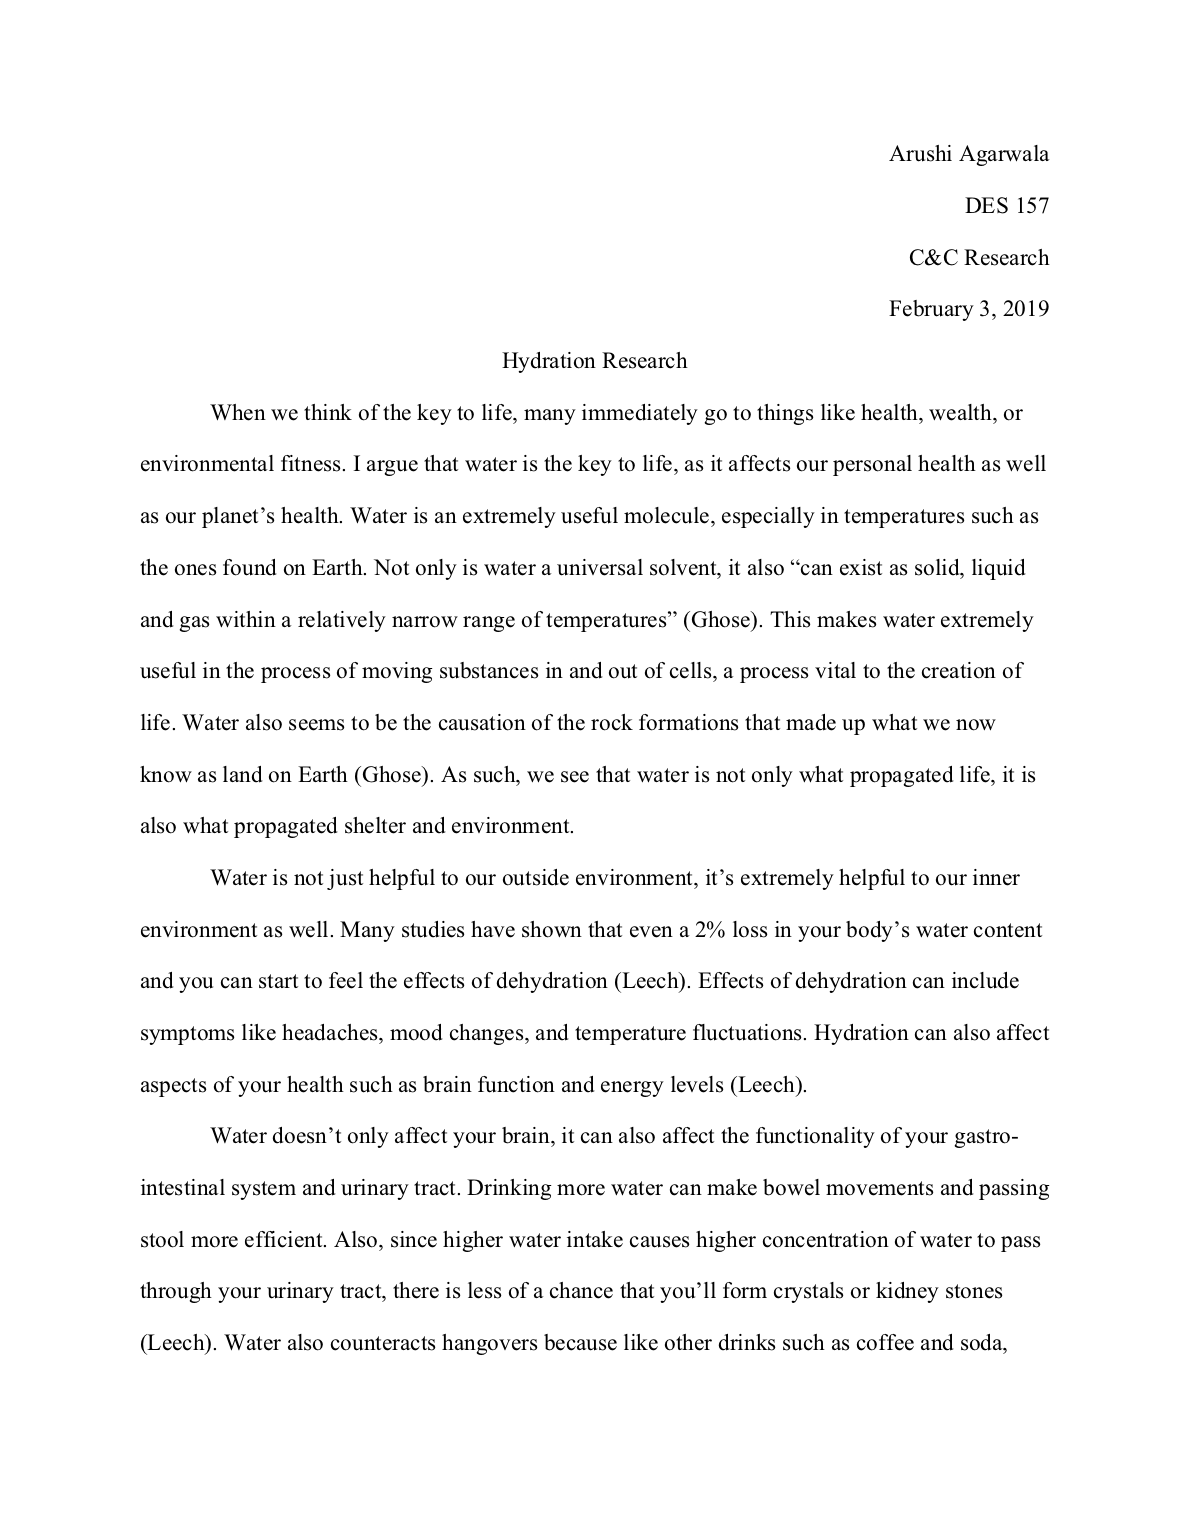 Arushi Agarwala
DES 157
C&C Research
February 3, 2019
Hydration Research
When we think of the key to life, many immediately go to things like health, wealth, or
environmental fitness. I argue that water is the key to life, as it affects our personal health as well
as our planet’s health. Water is an extremely useful molecule, especially in temperatures such as
the ones found on Earth. Not only is water a universal solvent, it also “can exist as solid, liquid
and gas within a relatively narrow range of temperatures” (Ghose). This makes water extremely
useful in the process of moving substances in and out of cells, a process vital to the creation of
life. Water also seems to be the causation of the rock formations that made up what we now
know as land on Earth (Ghose). As such, we see that water is not only what propagated life, it is
also what propagated shelter and environment.
Water is not just helpful to our outside environment, it’s extremely helpful to our inner
environment as well. Many studies have shown that even a 2% loss in your body’s water content
and you can start to feel the effects of dehydration (Leech). Effects of dehydration can include
symptoms like headaches, mood changes, and temperature fluctuations. Hydration can also affect
aspects of your health such as brain function and energy levels (Leech).
Water doesn’t only affect your brain, it can also affect the functionality of your gastro-
intestinal system and urinary tract. Drinking more water can make bowel movements and passing
stool more efficient. Also, since higher water intake causes higher concentration of water to pass
through your urinary tract, there is less of a chance that you’ll form crystals or kidney stones
(Leech). Water also counteracts hangovers because like other drinks such as coffee and soda,